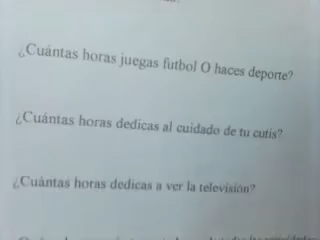 ¿Cuántas horas juegas futbol O haces deporte?
¿Cuántas horas dedicas al cuidado de tu cutis?
¿Cuántas horas dedicas a ver la televisión?